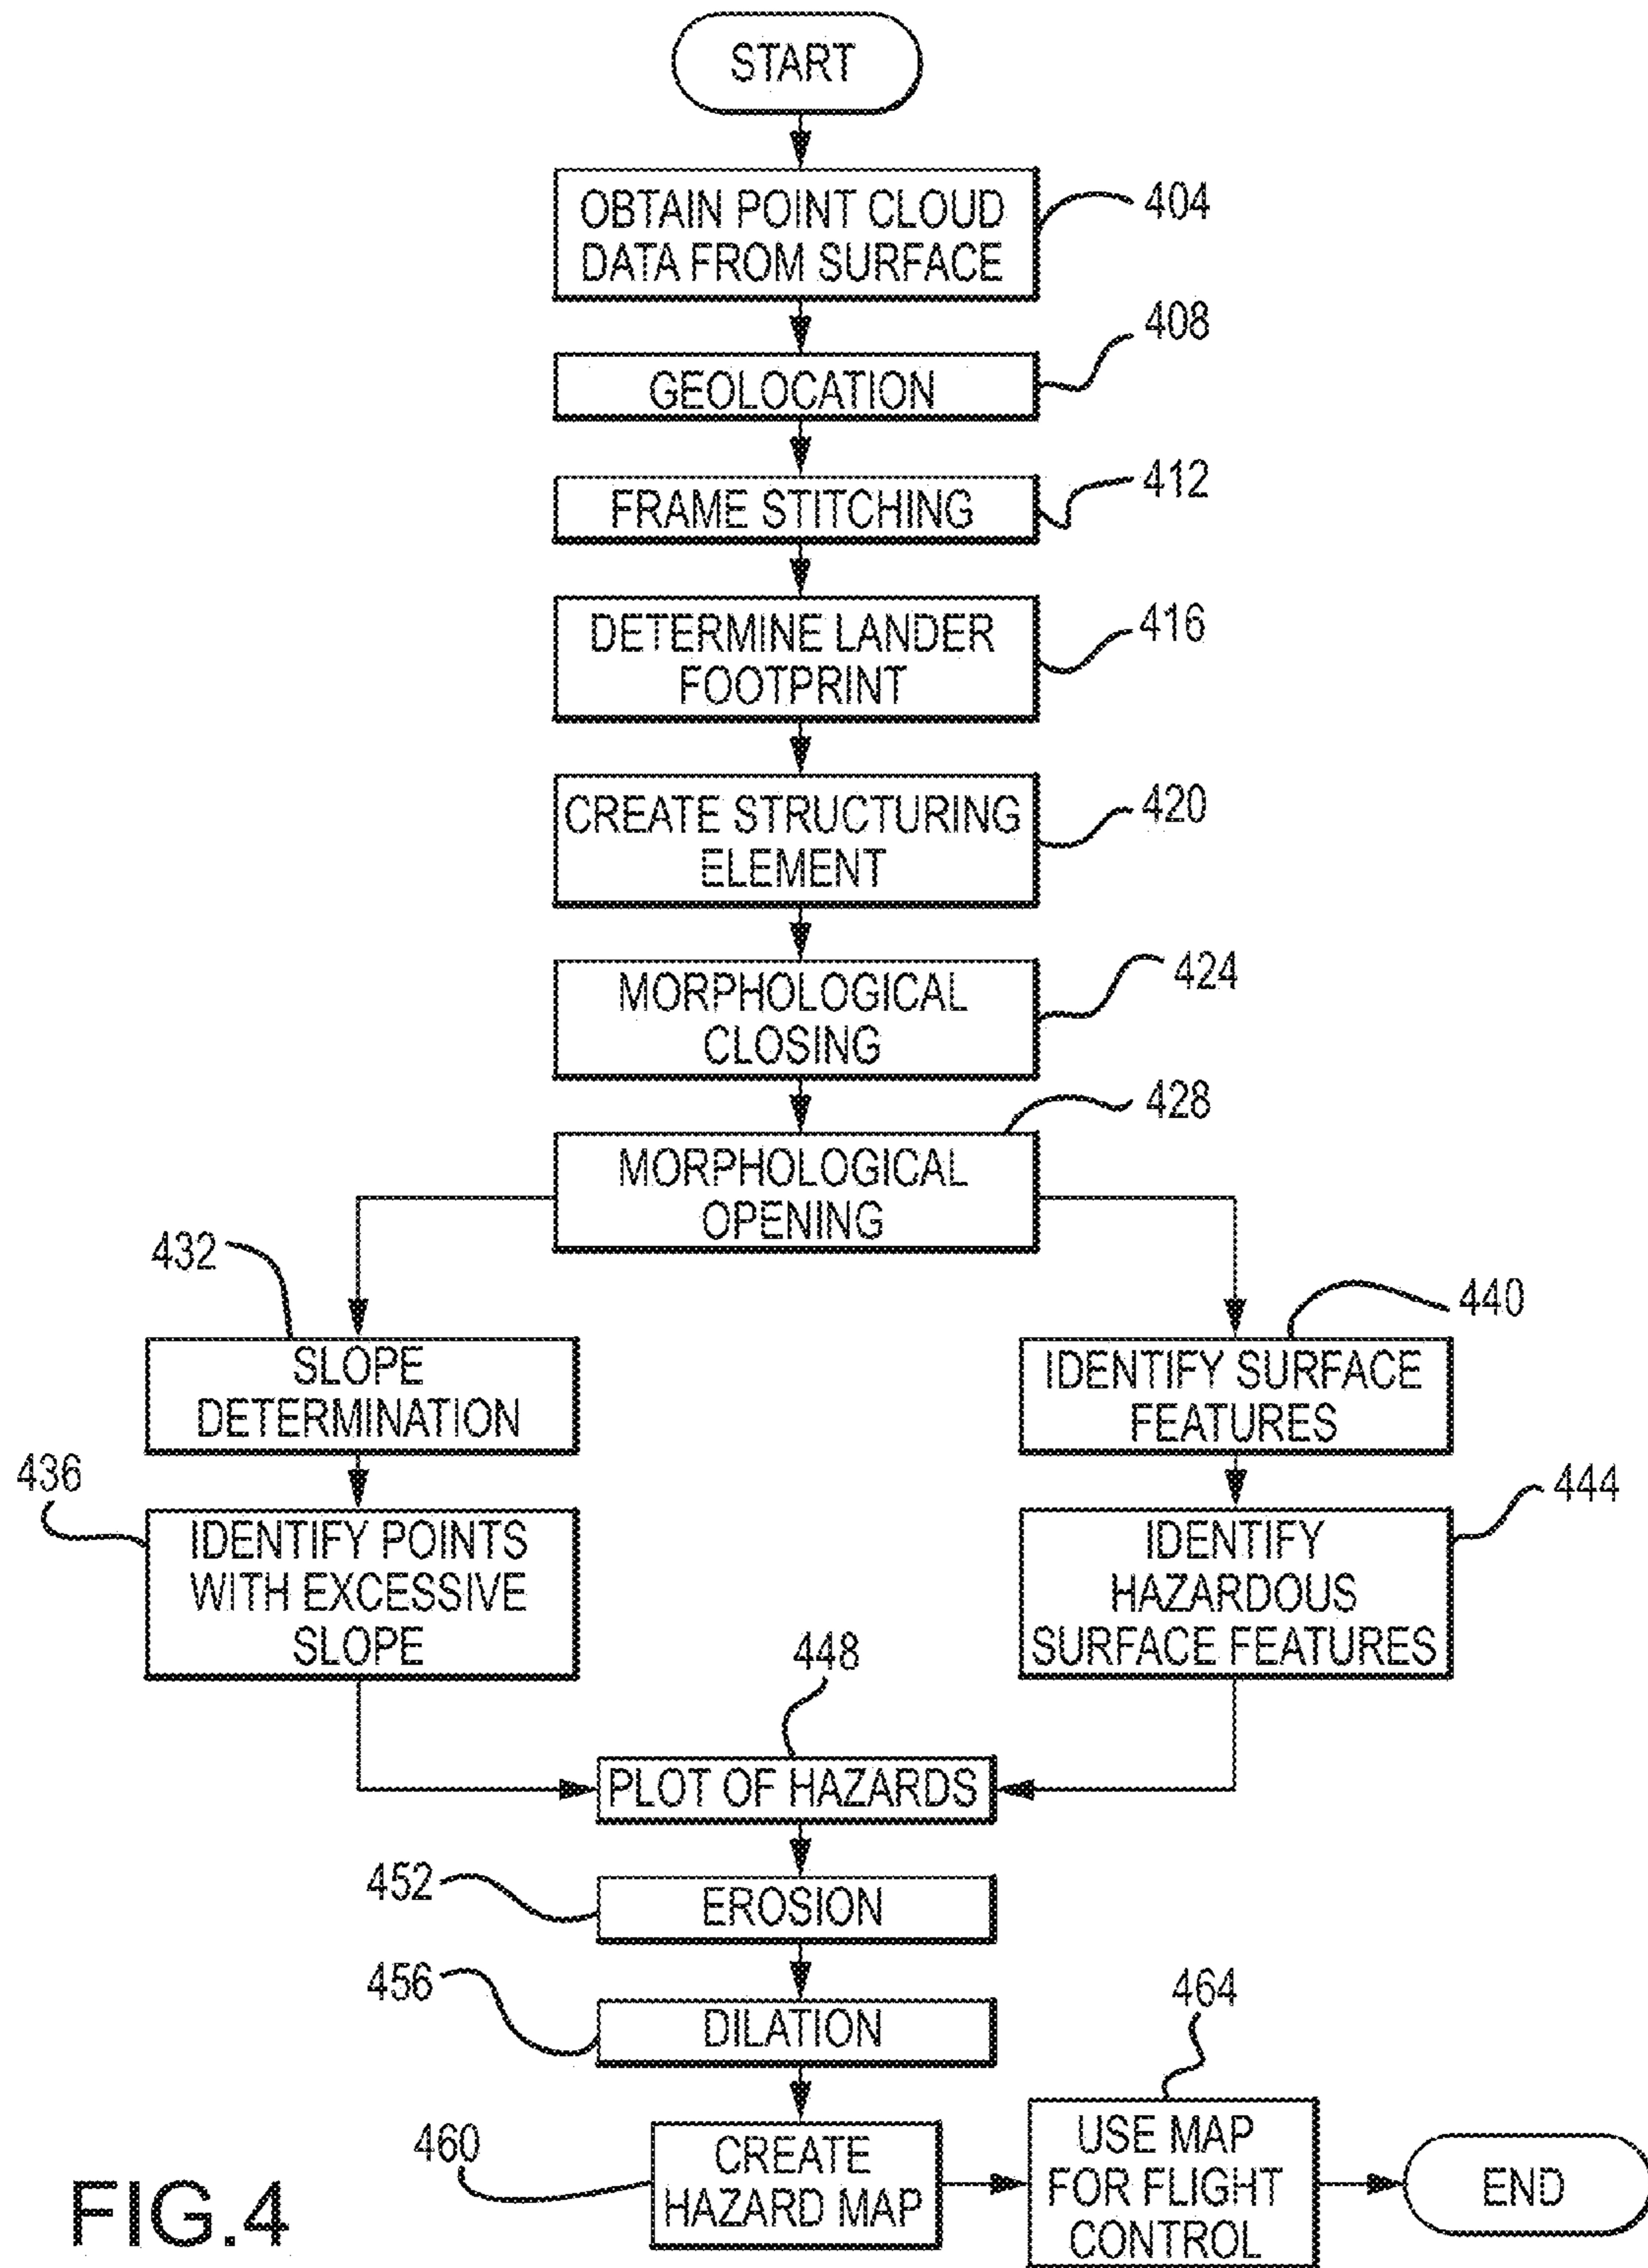 START
OBTAIN POINT CLOUD
DATA FROM SURFACE
404
GEOLOCATION
408
FRAME STITCHING
412
DETERMINE LANDER
FOOTPRINT
416
CREATE STRUCTURING
ELEMENT
420
MORPHOLOGICAL
CLOSING
424
MORPHOLOGICAL
OPENING
428
432
SLOPE
DETERMINATION
440
IDENTIFY SURFACE
FEATURES
436
IDENTIFY POINTS
WITH EXCESSIVE
SLOPE
444
IDENTIFY
HAZARDOUS
SURFACE FEATURES
448
PLOT OF HAZARDS
452
EROSION
456
DILATION
460
CREATE
HAZARD MAP
464
USE MAP
FOR FLIGHT
CONTROL
END
FIG.4